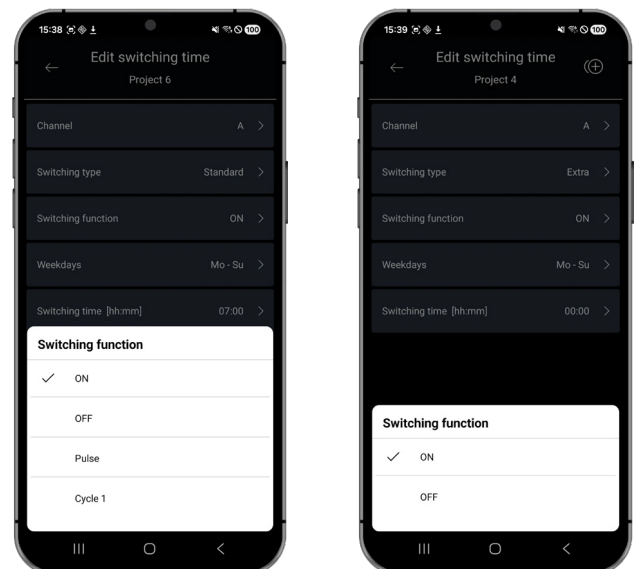 15:38
100
Edit switching time
Project 6
Channel A
Switching type Standard
Switching function ON
Weekdays Mo - Su
Switching time [hh:mm] 07:00
Switching function
ON
OFF
Pulse
Cycle 1
15:39
100
Edit switching time
Project 4
Channel A
Switching type Extra
Switching function ON
Weekdays Mo - Su
Switching time [hh:mm] 00:00
Switching function
ON
OFF